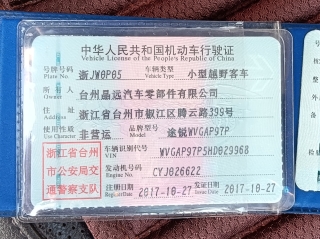 中华人民共和国机动车行驶证
Vehicle License of the People's Republic of China
号牌号码 浙JW0P05 车辆类型 小型越野客车
Plate No. Vehicle Type
所有人 台州晶远汽车零部件有限公司
Owner
住址 浙江省台州市椒江区腾云路399号
Address
使用性质 非营运 品牌型号 途锐WVGAP97P
Use Character Model
浙江省台州 车辆识别代号 WVGAP97P5HD029968
VIN
市公安局交 发动机号码 CYJ026622
Engine No.
通警察支队 注册日期 2017-10-27 发证日期 2017-10-27
Register Date Issue Date